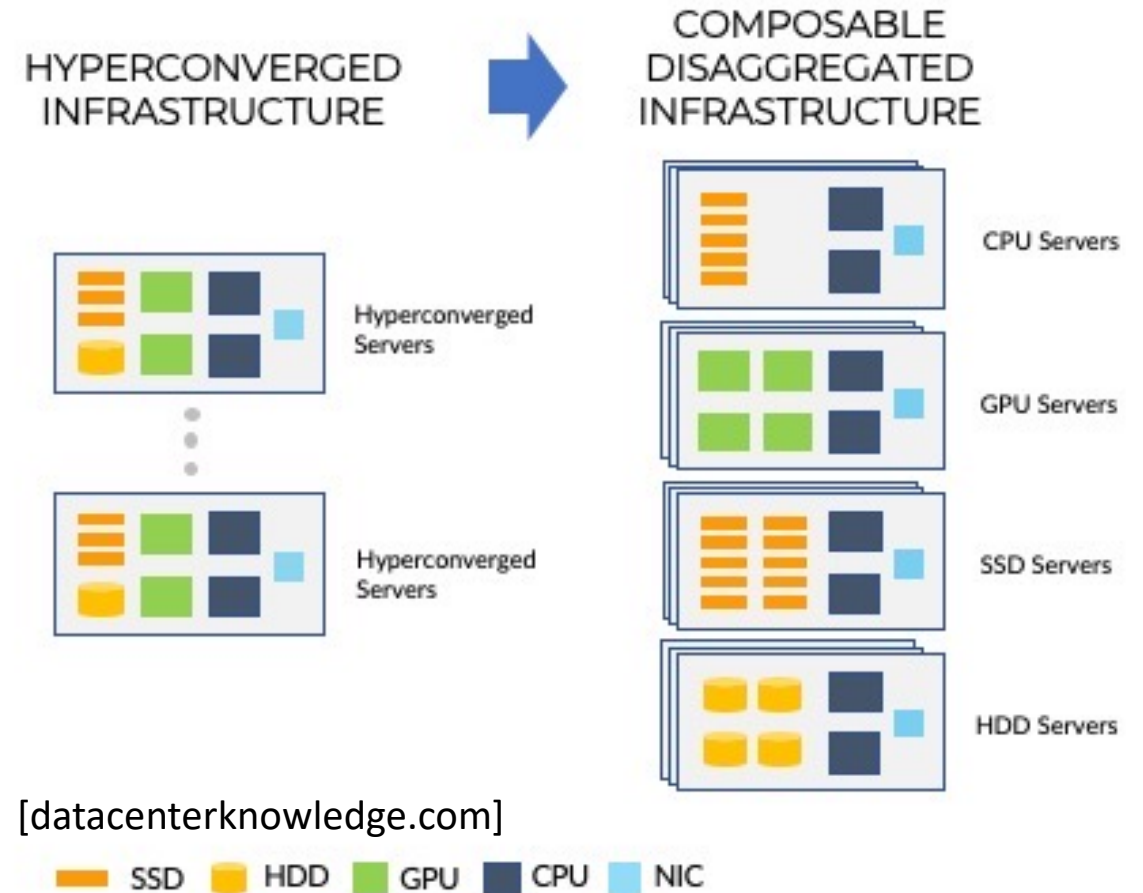 HYPERCONVERGED
INFRASTRUCTURE
COMPOSABLE
DISAGGREGATED
INFRASTRUCTURE
Hyperconverged
Servers
Hyperconverged
Servers
CPU Servers
GPU Servers
SSD Servers
HDD Servers
[datacenterknowledge.com]
SSD HDD GPU CPU NIC